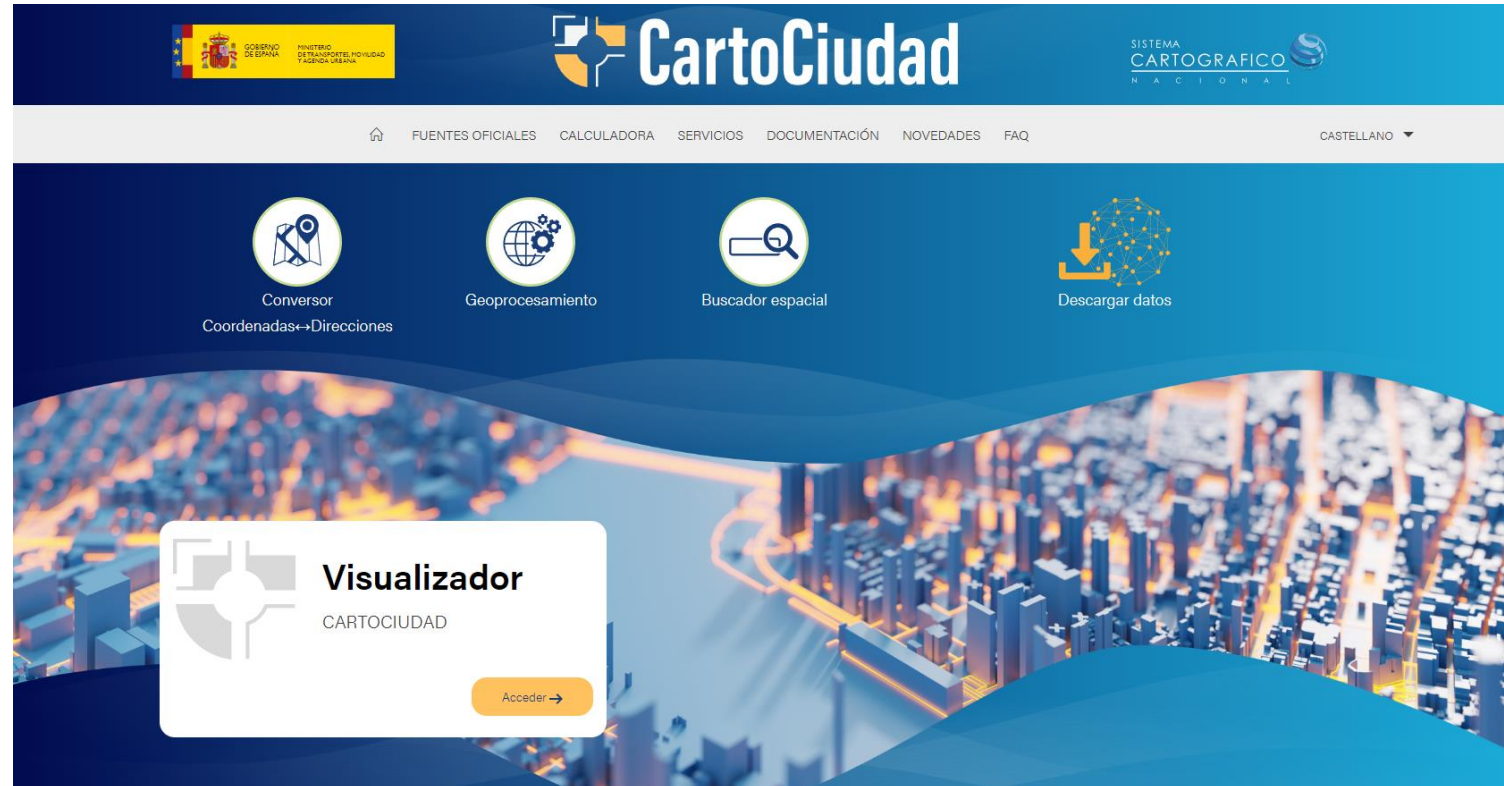 GOBIERNO
DE ESPAÑA
MINISTERIO
DE TRANSPORTES, MOVILIDAD
Y AGENDA URBANA
CartoCiudad
SISTEMA
CARTOGRAFICO
NACIONAL
FUENTES OFICIALES CALCULADORA SERVICIOS DOCUMENTACIÓN NOVEDADES FAQ CASTELLANO
Conversor
Coordenadas↔Direcciones
Geoprocesamiento
Buscador espacial
Descargar datos
Visualizador
CARTOCIUDAD
Acceder →